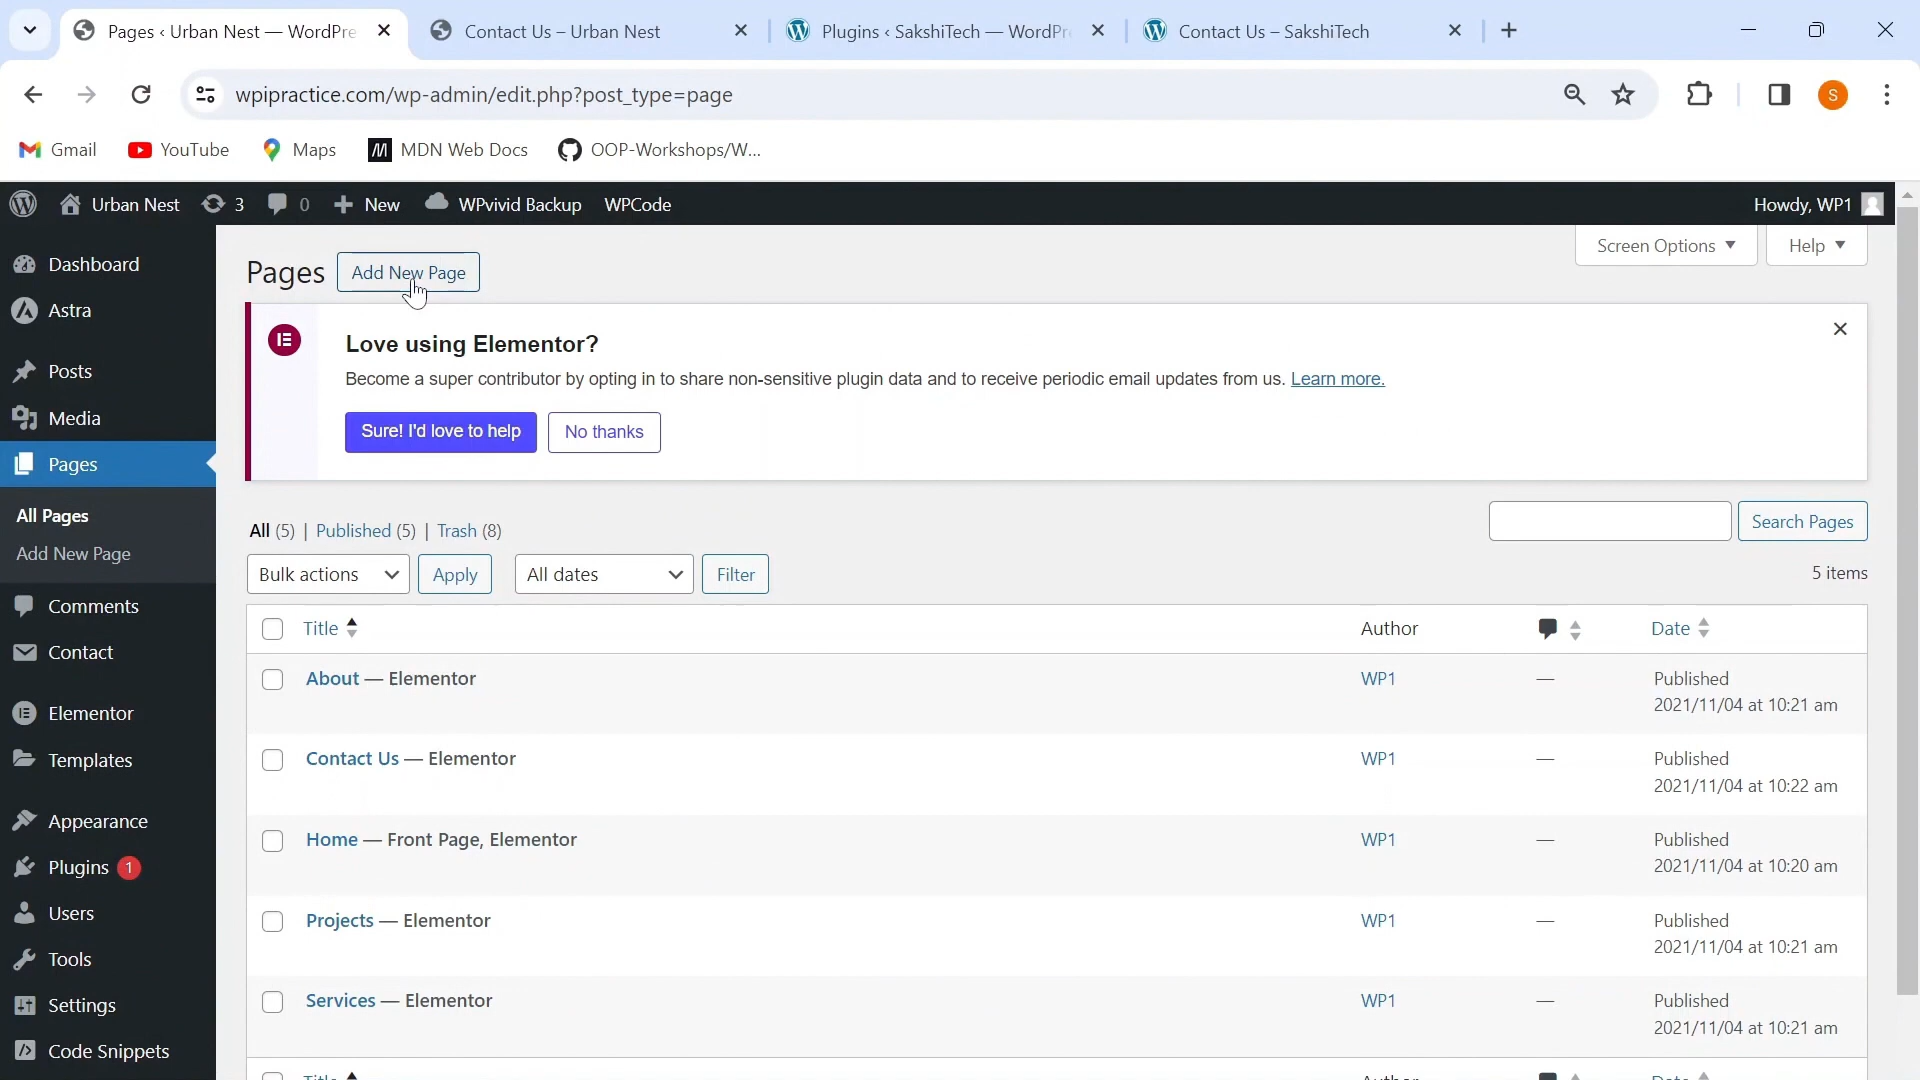 Pages ‹ Urban Nest — WordPre
Contact Us – Urban Nest
Plugins ‹ SakshiTech — WordPr
Contact Us – SakshiTech
wpipractice.com/wp-admin/edit.php?post_type=page
S
Gmail
YouTube
Maps
MDN Web Docs
OOP-Workshops/W...
Urban Nest
3
0
New
WPvivid Backup
WPCode
Howdy, WP1
Dashboard
Astra
Posts
Media
Pages
All Pages
Add New Page
Comments
Contact
Elementor
Templates
Appearance
Plugins 1
Users
Tools
Settings
Code Snippets
Screen Options
Help
Pages
Add New Page
Love using Elementor?
Become a super contributor by opting in to share non-sensitive plugin data and to receive periodic email updates from us. Learn more.
Sure! I'd love to help
No thanks
All (5) | Published (5) | Trash (8)
Search Pages
Bulk actions
Apply
All dates
Filter
5 items
Title
Author
Date
About — Elementor
WP1
—
Published
2021/11/04 at 10:21 am
Contact Us — Elementor
WP1
—
Published
2021/11/04 at 10:22 am
Home — Front Page, Elementor
WP1
—
Published
2021/11/04 at 10:20 am
Projects — Elementor
WP1
—
Published
2021/11/04 at 10:21 am
Services — Elementor
WP1
—
Published
2021/11/04 at 10:21 am
Title
Author
Date